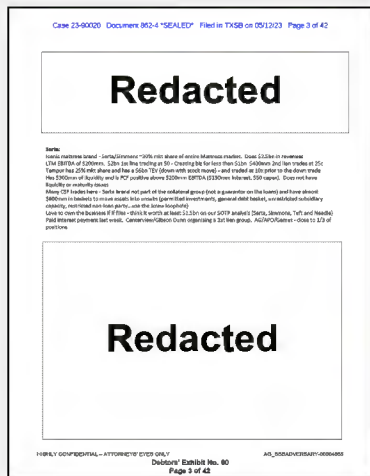 Case 23-90020 Document 862-4 *SEALED* Filed in TXSB on 05/12/23 Page 3 of 42
Redacted
Serta:
Iconic mattress brand - Serta/Simmons ~20% mkt share of entire Mattress market. Does $2.5bn in revenues
LTM EBITDA of $200mm. $2bn 1st lien trading at 50 - Creating biz for less than $1bn $400mm 2nd lien trades at 25c
Tempur has 25% mkt share and has a $6bn TEV (down with stock move) - and traded at 10x prior to the down trade
Has $300mm of liquidity and is FCF positive above $200mm EBITDA ($150mm interest, $50 capex). Does not have
liquidity or maturity issues
Many CSF trades here - Serta brand not part of the collateral group (not a guarantor on the loans) and have almost
in baskets to move assets into unsubs (permitted investments, general debt basket, unrestricted subsidiary
capacity, restricted non-loan party...use the screw loophole)
Love to own the business if it files - think it worth at least $1.5bn on our SOTP analysis (Serta, Simmons, Tuft and Needle)
Paid interest payment last week. Centerview/Gibson Dunn organising a 1st lien group. AG/APO/Gamut - close to 1/3 of
positions
Redacted
HIGHLY CONFIDENTIAL – ATTORNEYS' EYES ONLY
Debtors' Exhibit No. 60
Page 3 of 42